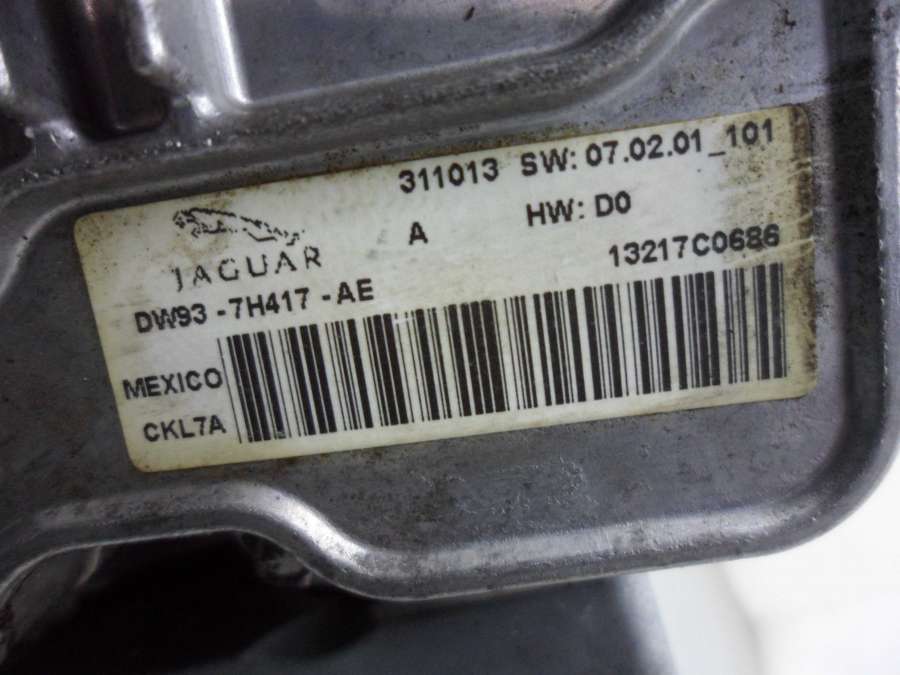 311013 SW: 07.02.01_101
A HW: D0
JAGUAR 13217C0686
DW93 -7H417 -AE
MEXICO
CKL7A